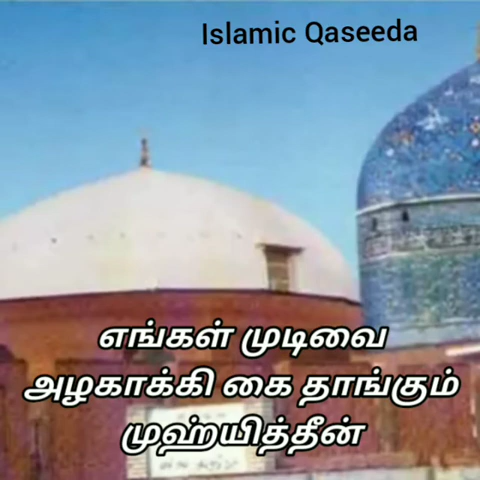 Islamic Qaseeda
எங்கள் முடிவை
அழகாக்கி கை தாங்கும்
முஹ்யித்தீன்